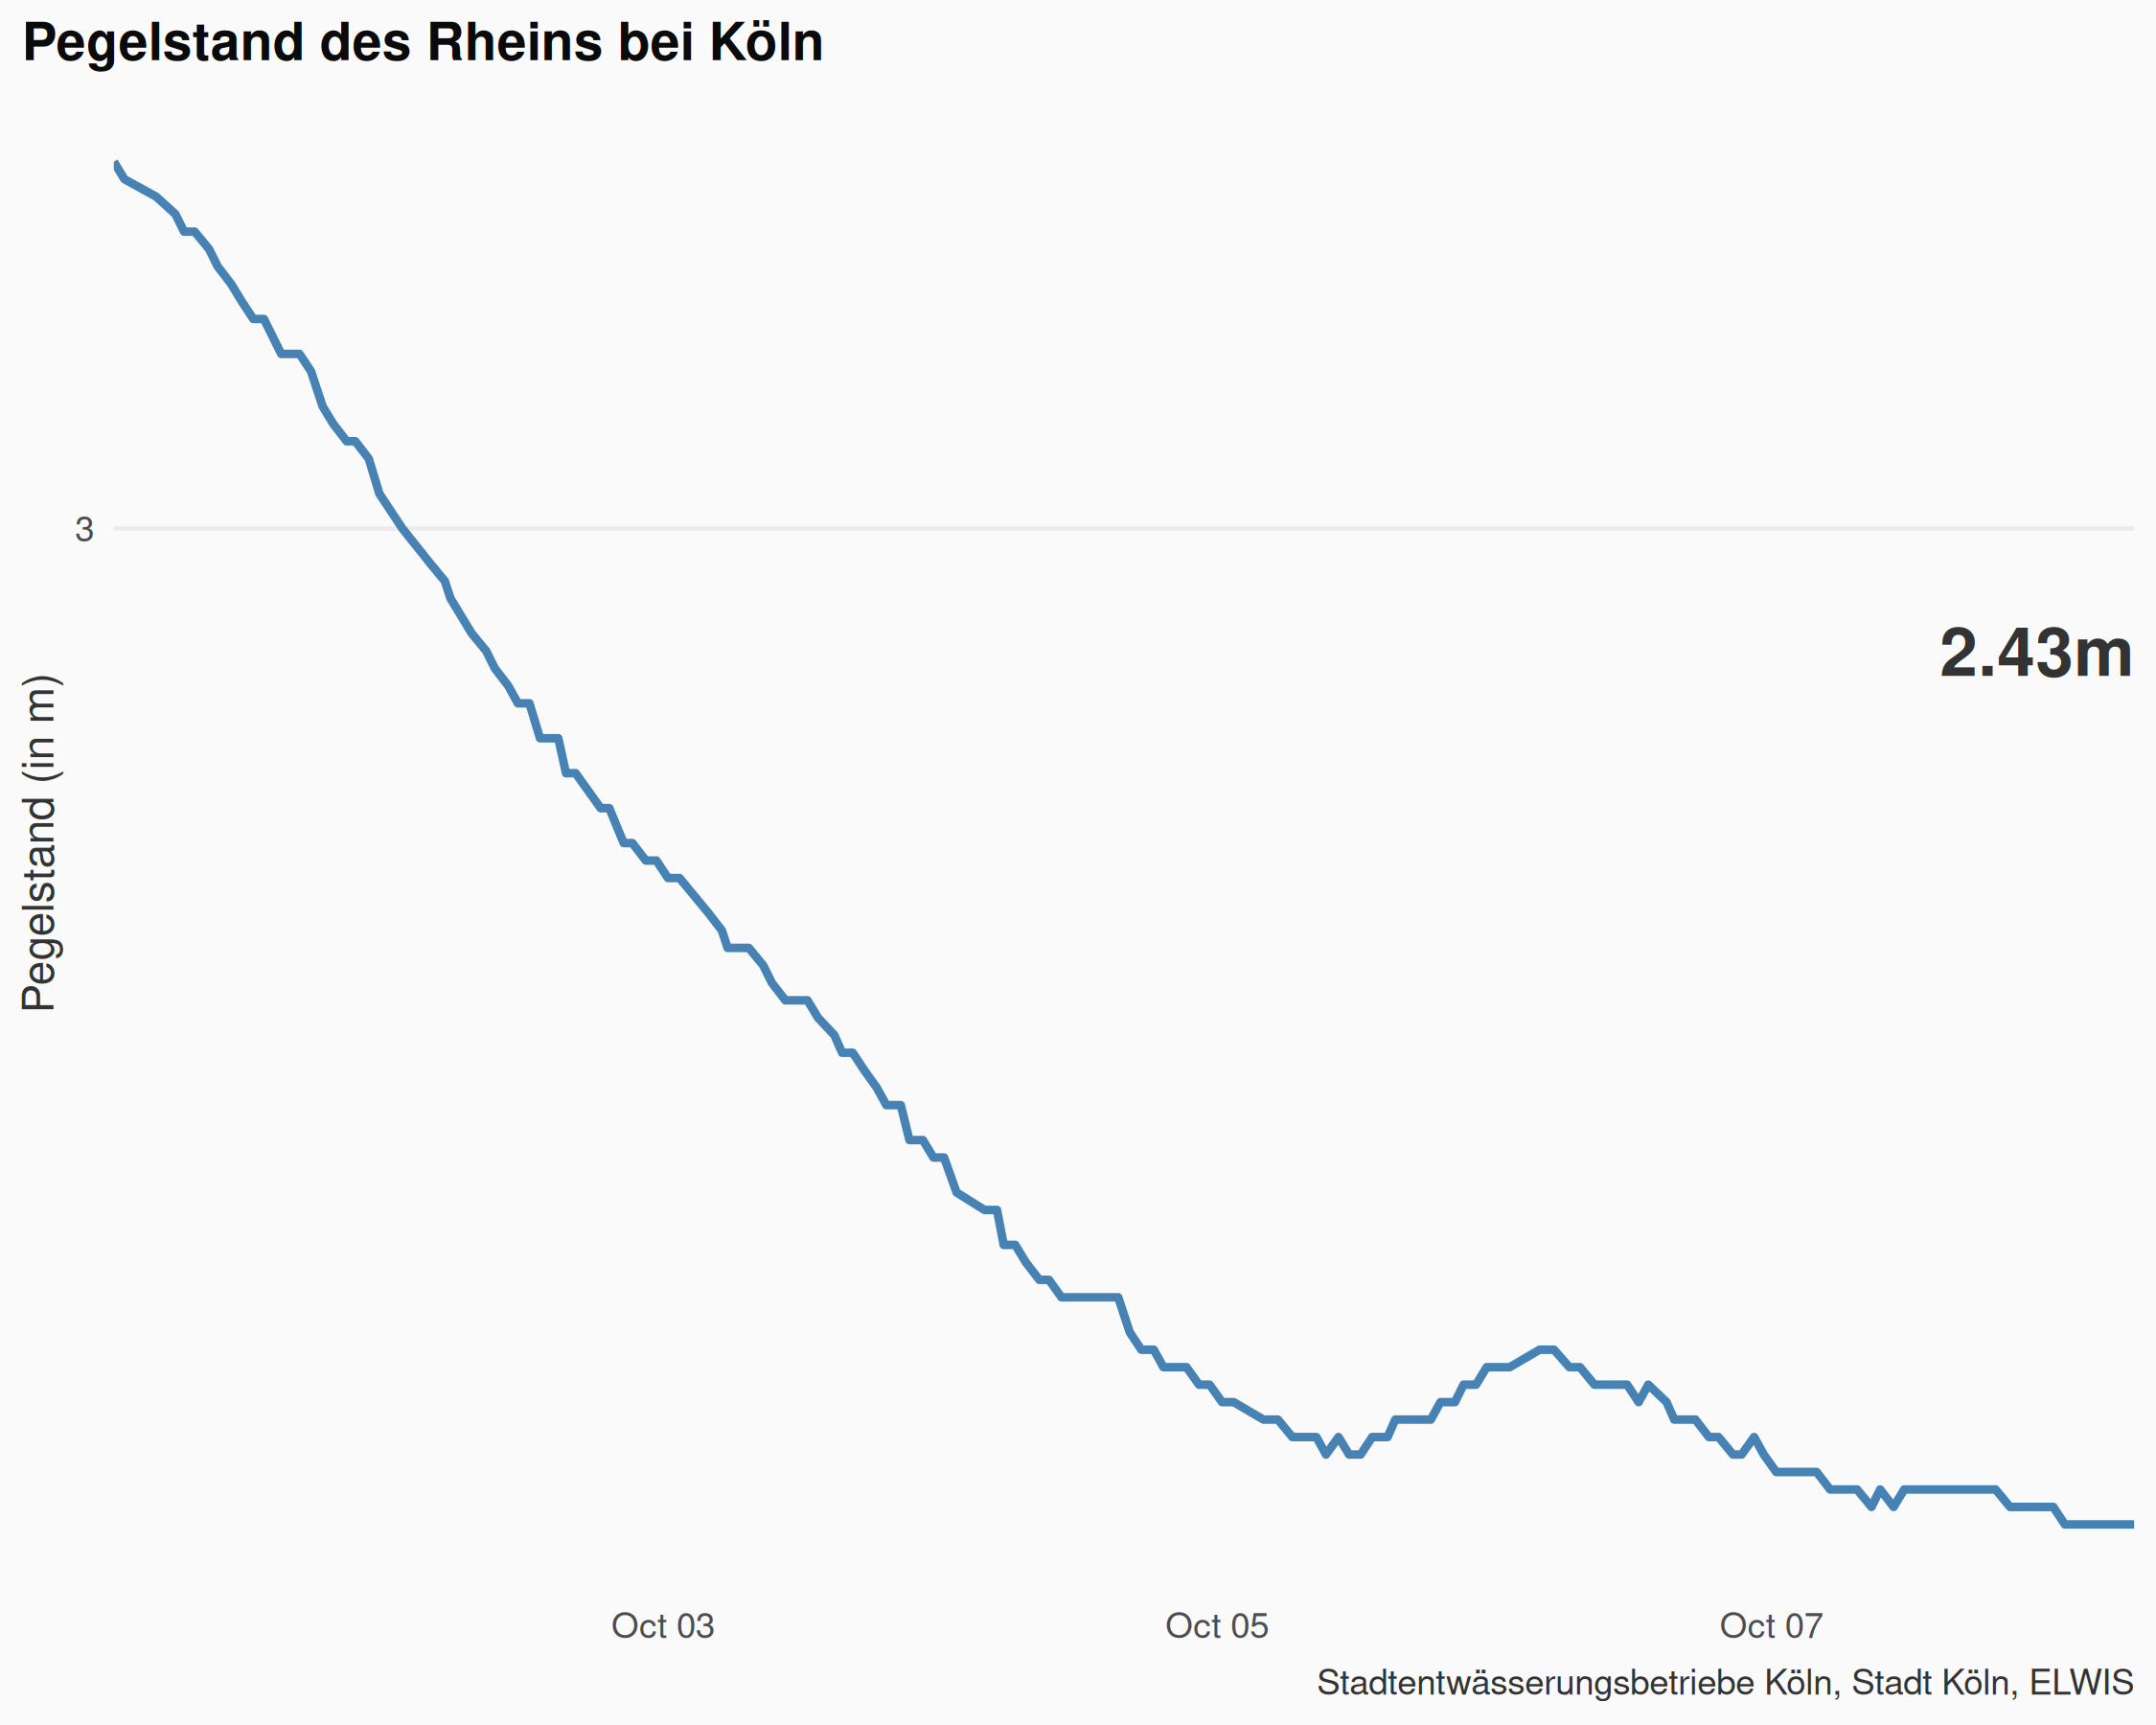 Pegelstand des Rheins bei Köln
3
2.43m
Pegelstand (in m)
Oct 03
Oct 05
Oct 07
Stadtentwässerungsbetriebe Köln, Stadt Köln, ELWIS